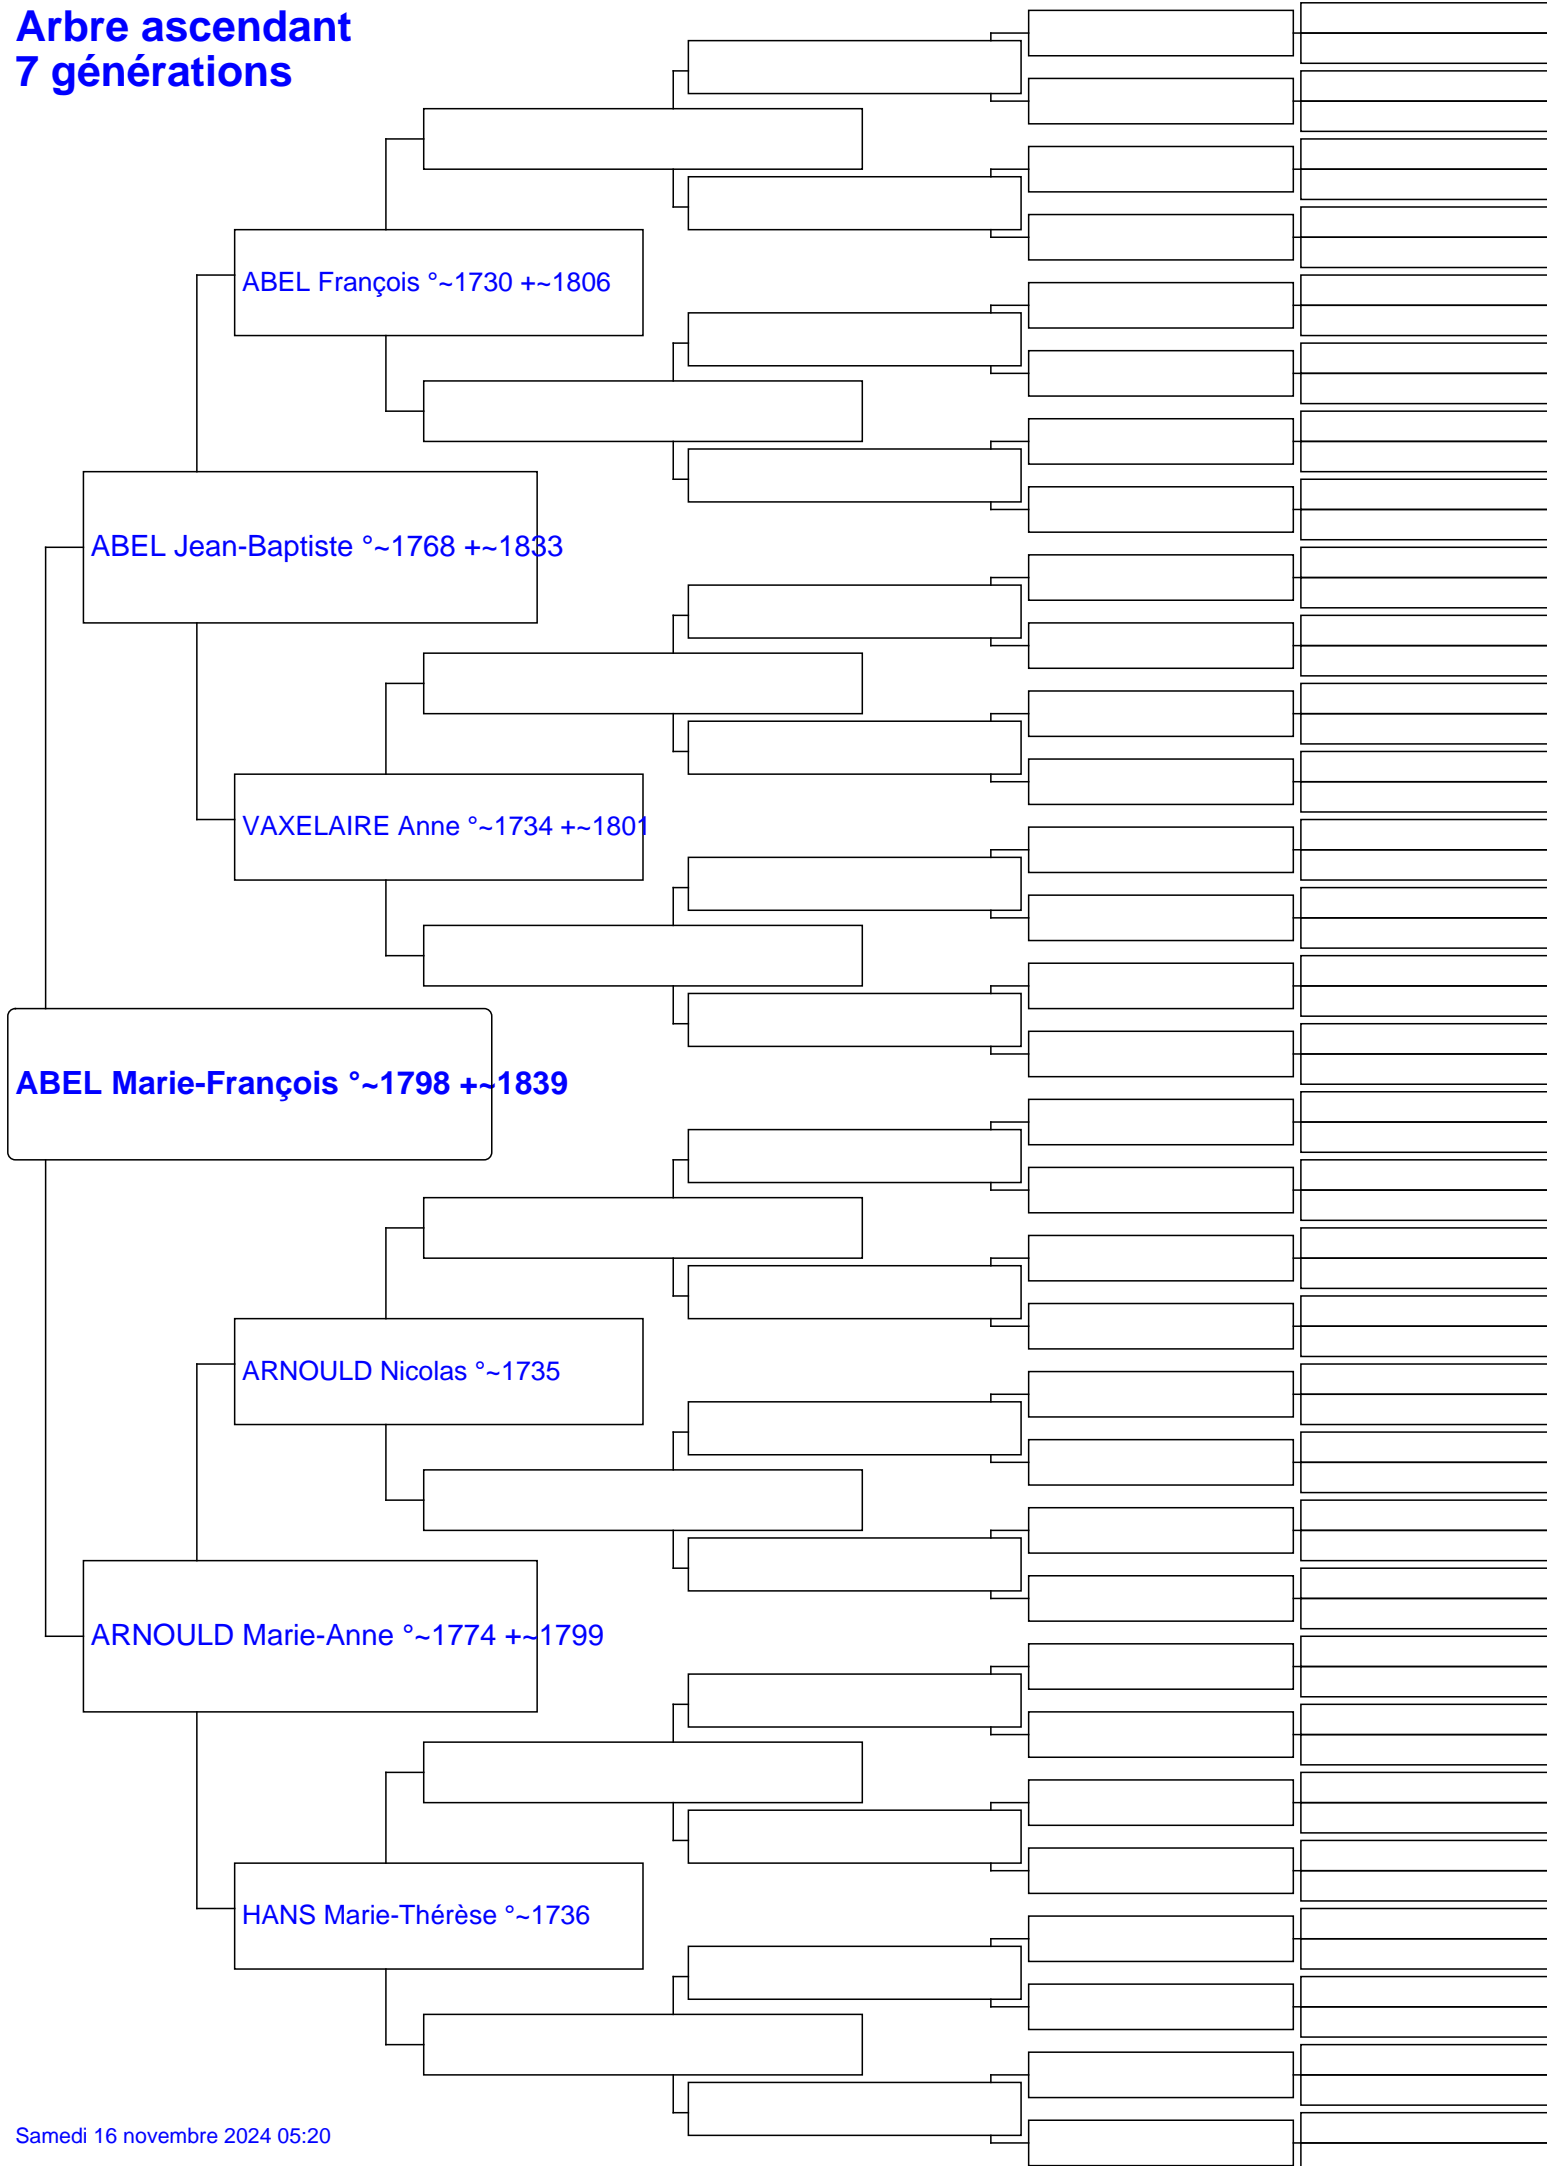 Arbre ascendant
7 générations
ABEL François °~1730 +~1806
ABEL Jean-Baptiste °~1768 +~1833
VAXELAIRE Anne °~1734 +~1801
ABEL Marie-François °~1798 +~1839
ARNOULD Nicolas °~1735
ARNOULD Marie-Anne °~1774 +~1799
HANS Marie-Thérèse °~1736
Samedi 16 novembre 2024 05:20